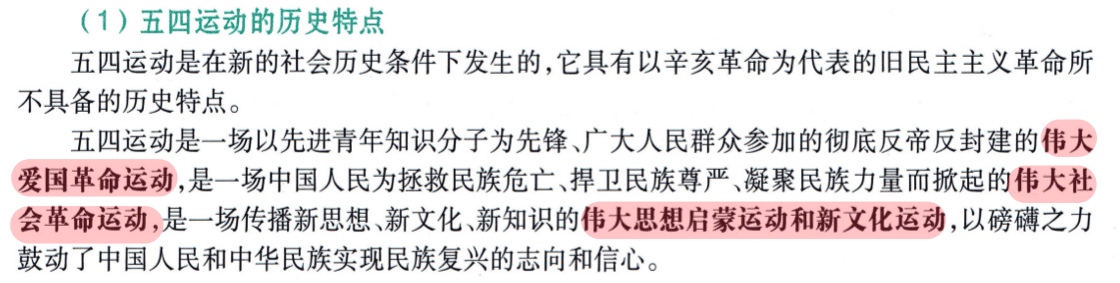 （1）五四运动的历史特点
五四运动是在新的社会历史条件下发生的，它具有以辛亥革命为代表的旧民主主义革命所
不具备的历史特点。
五四运动是一场以先进青年知识分子为先锋、广大人民群众参加的彻底反帝反封建的伟大
爱国革命运动，是一场中国人民为拯救民族危亡、捍卫民族尊严、凝聚民族力量而掀起的伟大社
会革命运动，是一场传播新思想、新文化、新知识的伟大思想启蒙运动和新文化运动，以磅礴之力
鼓动了中国人民和中华民族实现民族复兴的志向和信心。